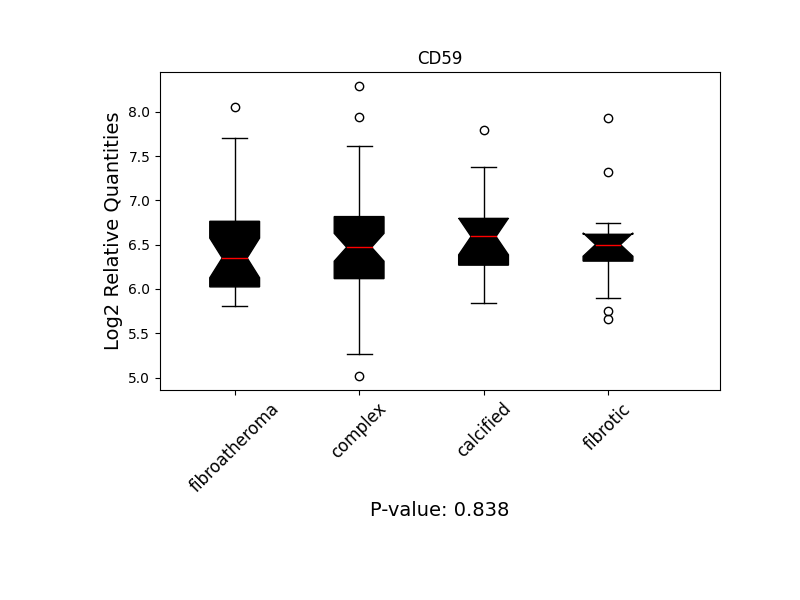 CD59
Log2 Relative Quantities
8.0
7.5
7.0
6.5
6.0
5.5
5.0
fibroatheroma
complex
calcified
fibrotic
P-value: 0.838